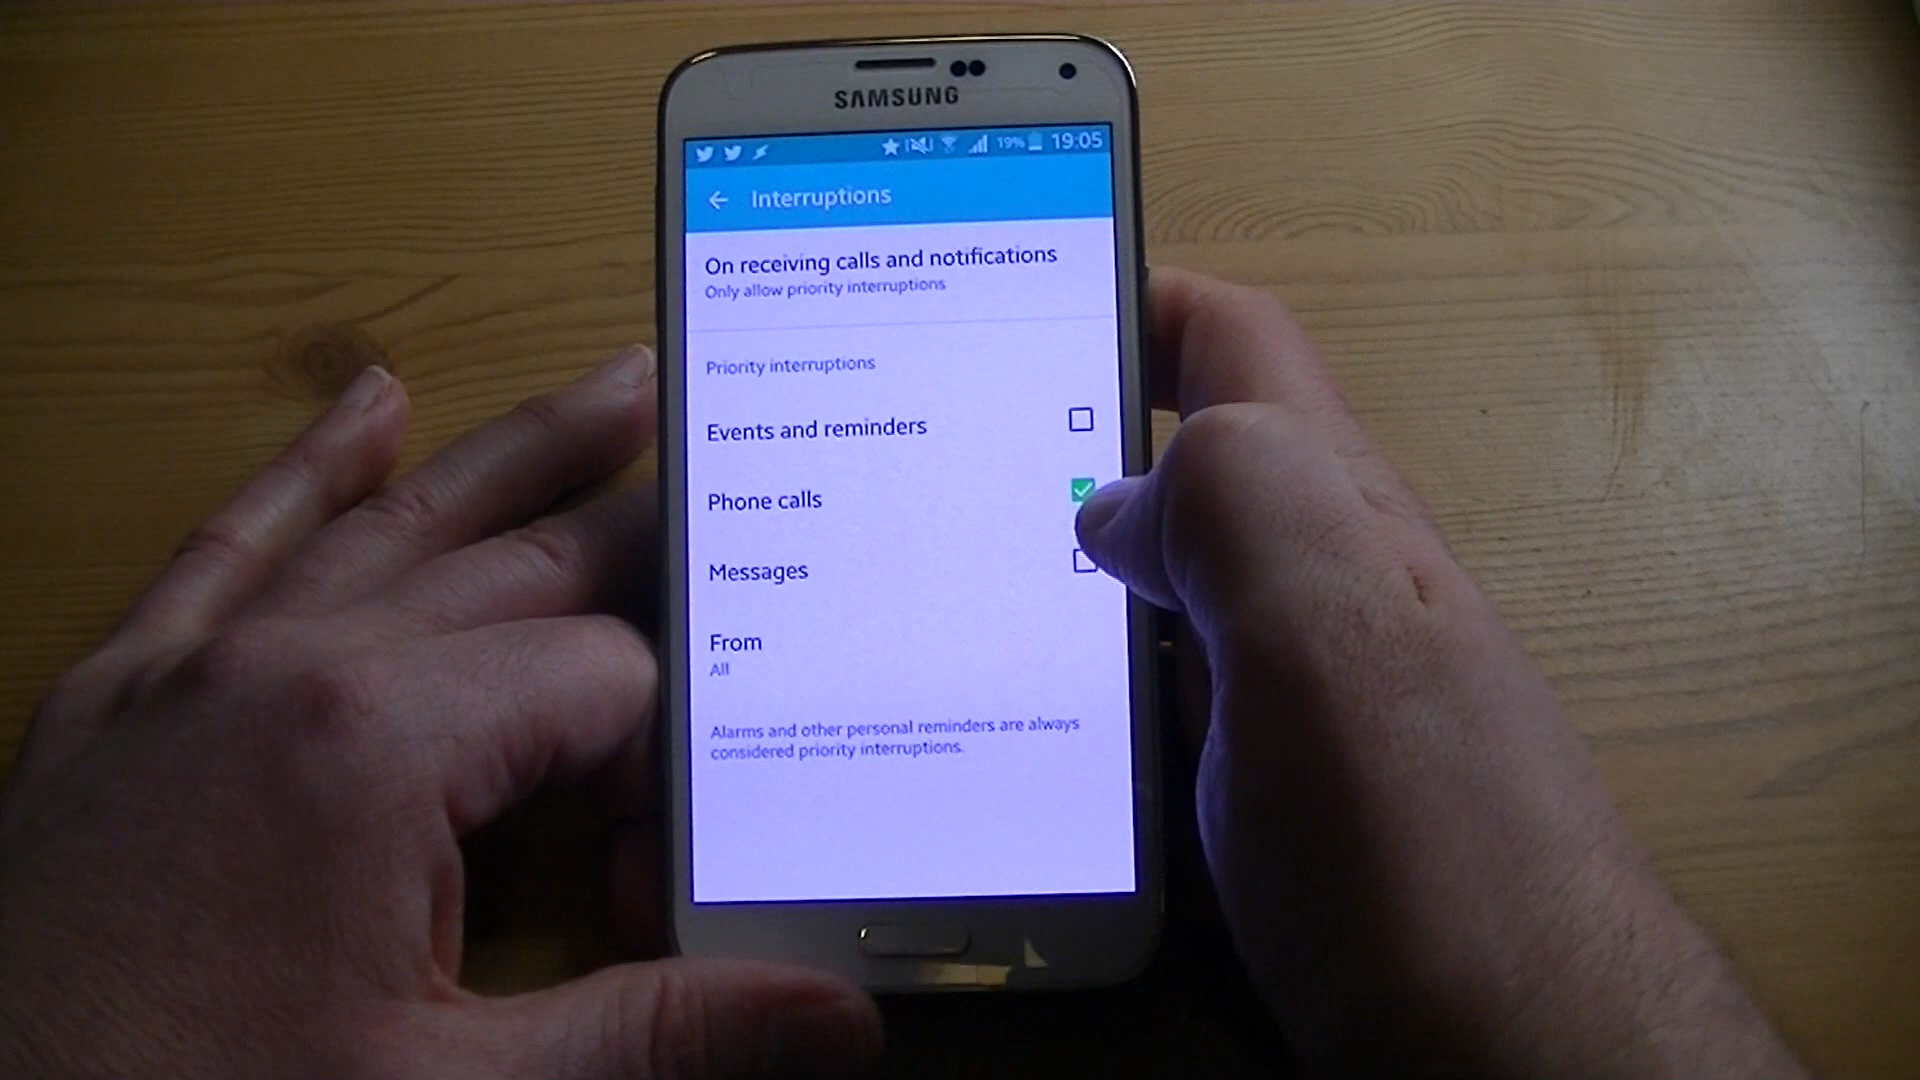 SAMSUNG
19% 19:05
Interruptions
On receiving calls and notifications
Only allow priority interruptions
Priority interruptions
Events and reminders
Phone calls
Messages
From
All
Alarms and other personal reminders are always
considered priority interruptions.